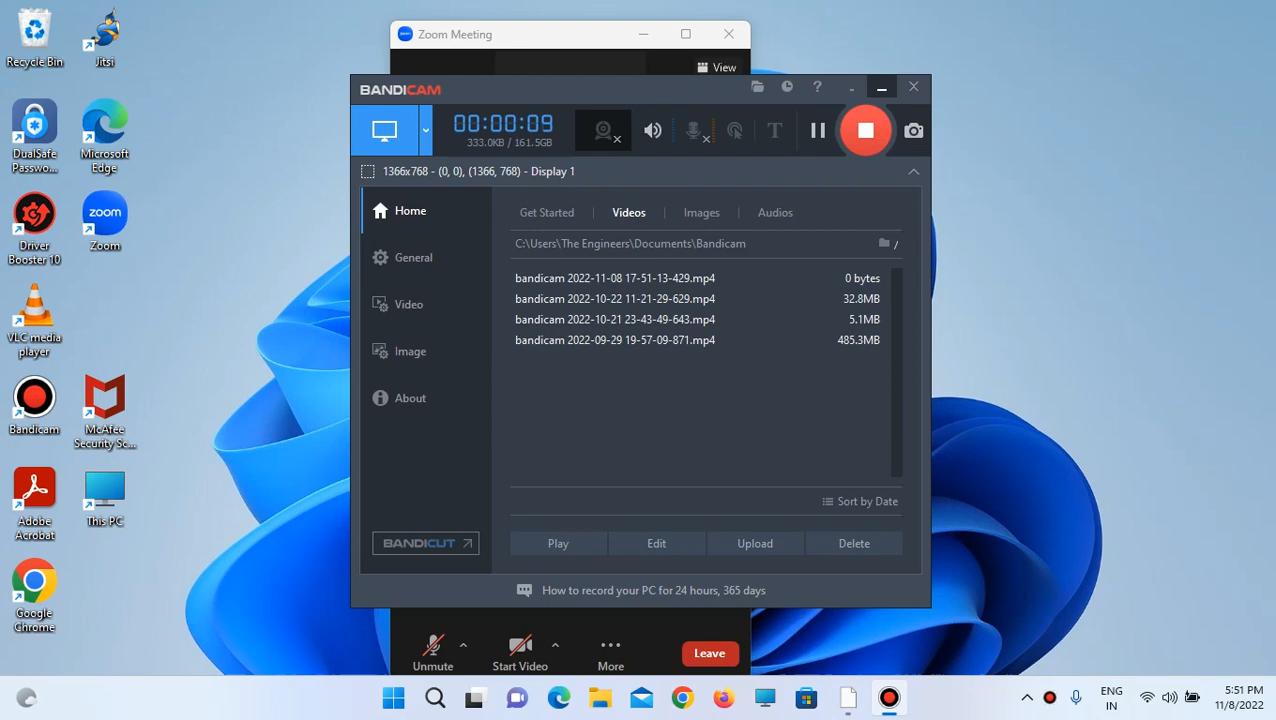 Recycle Bin
Jitsi
DualSafe
Passwo...
Microsoft
Edge
Driver
Booster 10
zoom
Zoom
VLC media
player
Bandicam
McAfee
Security Sc...
Adobe
Acrobat
This PC
Google
Chrome
zoom
Zoom Meeting
View
BANDICAM
?
00:00:09
333.0KB / 161.5GB
T
1366x768 - (0, 0), (1366, 768) - Display 1
Home
General
Video
Image
About
BANDICUT
Get Started
Videos
Images
Audios
C:\Users\The Engineers\Documents\Bandicam
/
bandicam 2022-11-08 17-51-13-429.mp4 0 bytes
bandicam 2022-10-22 11-21-29-629.mp4 32.8MB
bandicam 2022-10-21 23-43-49-643.mp4 5.1MB
bandicam 2022-09-29 19-57-09-871.mp4 485.3MB
Sort by Date
Play
Edit
Upload
Delete
How to record your PC for 24 hours, 365 days
Unmute
Start Video
More
Leave
ENG
IN
5:51 PM
11/8/2022